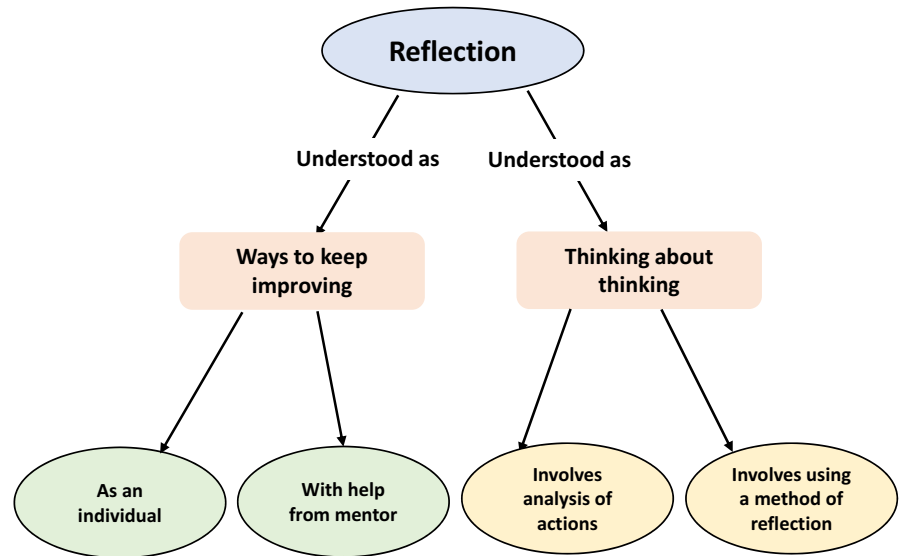 Reflection
Understood as
Understood as
Ways to keep
improving
Thinking about
thinking
As an
individual
With help
from mentor
Involves
analysis of
actions
Involves using
a method of
reflection